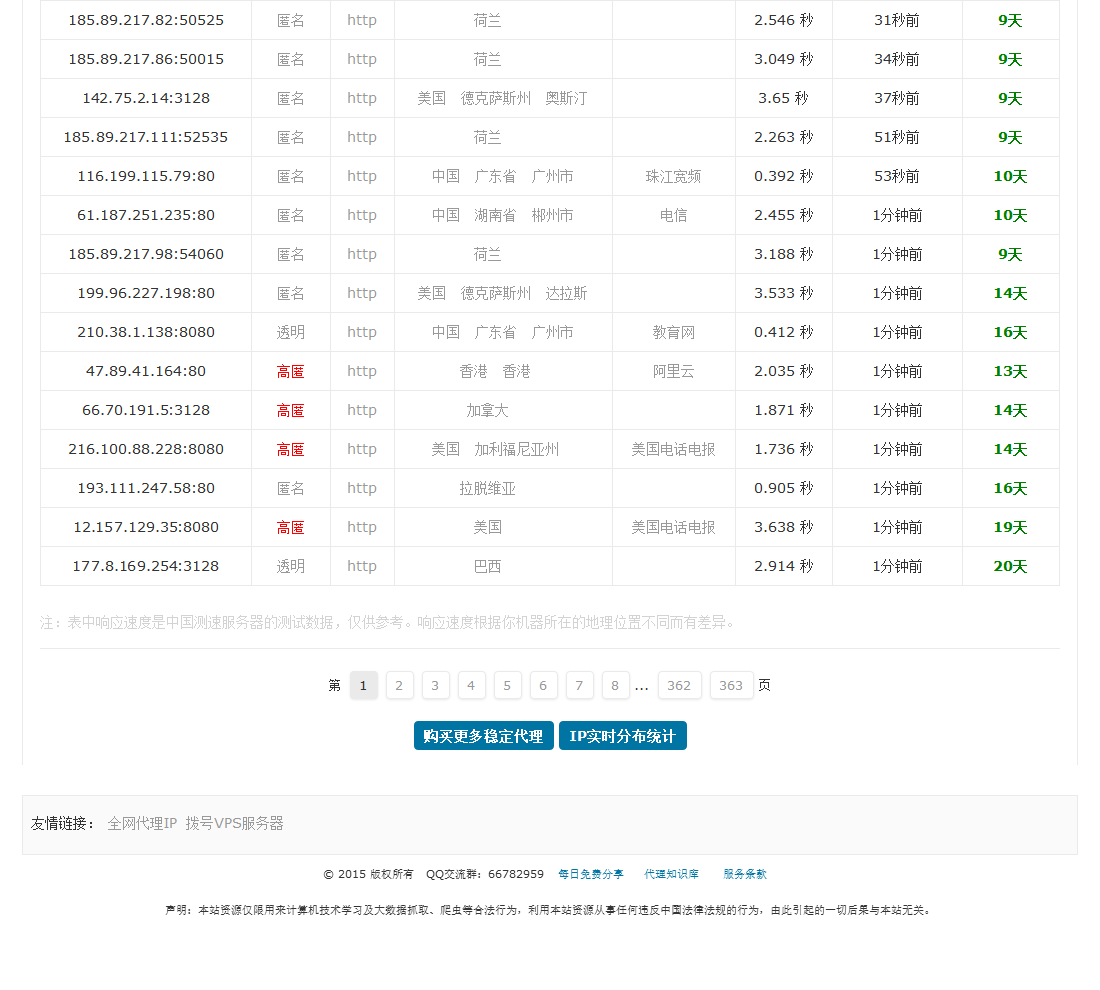 185.89.217.82:50525 匿名 http 荷兰 2.546 秒 31秒前 9天
185.89.217.86:50015 匿名 http 荷兰 3.049 秒 34秒前 9天
142.75.2.14:3128 匿名 http 美国 德克萨斯州 奥斯汀 3.65 秒 37秒前 9天
185.89.217.111:52535 匿名 http 荷兰 2.263 秒 51秒前 9天
116.199.115.79:80 匿名 http 中国 广东省 广州市 珠江宽频 0.392 秒 53秒前 10天
61.187.251.235:80 匿名 http 中国 湖南省 郴州市 电信 2.455 秒 1分钟前 10天
185.89.217.98:54060 匿名 http 荷兰 3.188 秒 1分钟前 9天
199.96.227.198:80 匿名 http 美国 德克萨斯州 达拉斯 3.533 秒 1分钟前 14天
210.38.1.138:8080 透明 http 中国 广东省 广州市 教育网 0.412 秒 1分钟前 16天
47.89.41.164:80 高匿 http 香港 香港 阿里云 2.035 秒 1分钟前 13天
66.70.191.5:3128 高匿 http 加拿大 1.871 秒 1分钟前 14天
216.100.88.228:8080 高匿 http 美国 加利福尼亚州 美国电话电报 1.736 秒 1分钟前 14天
193.111.247.58:80 匿名 http 拉脱维亚 0.905 秒 1分钟前 16天
12.157.129.35:8080 高匿 http 美国 美国电话电报 3.638 秒 1分钟前 19天
177.8.169.254:3128 透明 http 巴西 2.914 秒 1分钟前 20天
注：表中响应速度是中国测速服务器的测试数据，仅供参考。响应速度根据你机器所在的地理位置不同而有差异。
第 1 2 3 4 5 6 7 8 ... 362 363 页
购买更多稳定代理 IP实时分布统计
友情链接： 全网代理IP 拨号VPS服务器
© 2015 版权所有 QQ交流群：66782959 每日免费分享 代理知识库 服务条款
声明：本站资源仅限用来计算机技术学习及大数据抓取、爬虫等合法行为，利用本站资源从事任何违反中国法律法规的行为，由此引起的一切后果与本站无关。